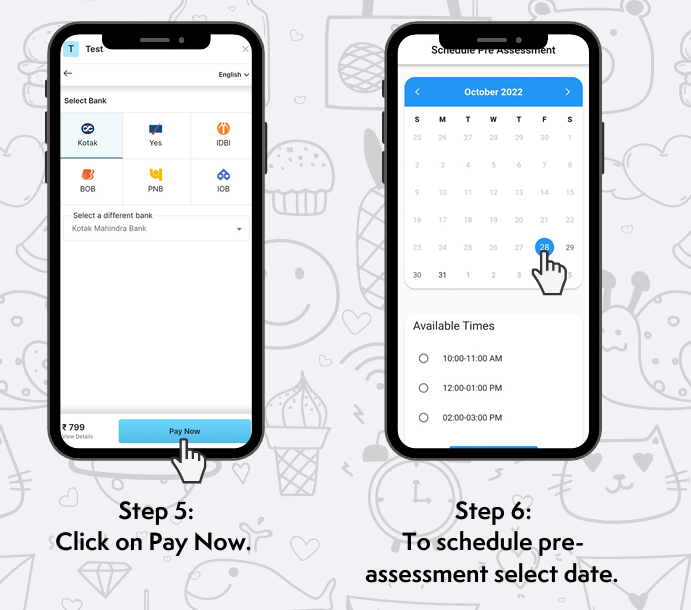 T Test ×
English
Select Bank
Kotak Yes IDBI
BOB PNB IOB
Select a different bank
Kotak Mahindra Bank
₹ 799
View Details
Pay Now
Step 5:
Click on Pay Now.
Schedule Pre Assessment
October 2022
S M T W T F S
25 26 27 28 29 30 1
2 3 4 5 6 7 8
9 10 11 12 13 14 15
16 17 18 19 20 21 22
23 24 25 26 27 28 29
30 31 1 2 3 5
Available Times
10:00-11:00 AM
12:00-01:00 PM
02:00-03:00 PM
Step 6:
To schedule pre-
assessment select date.